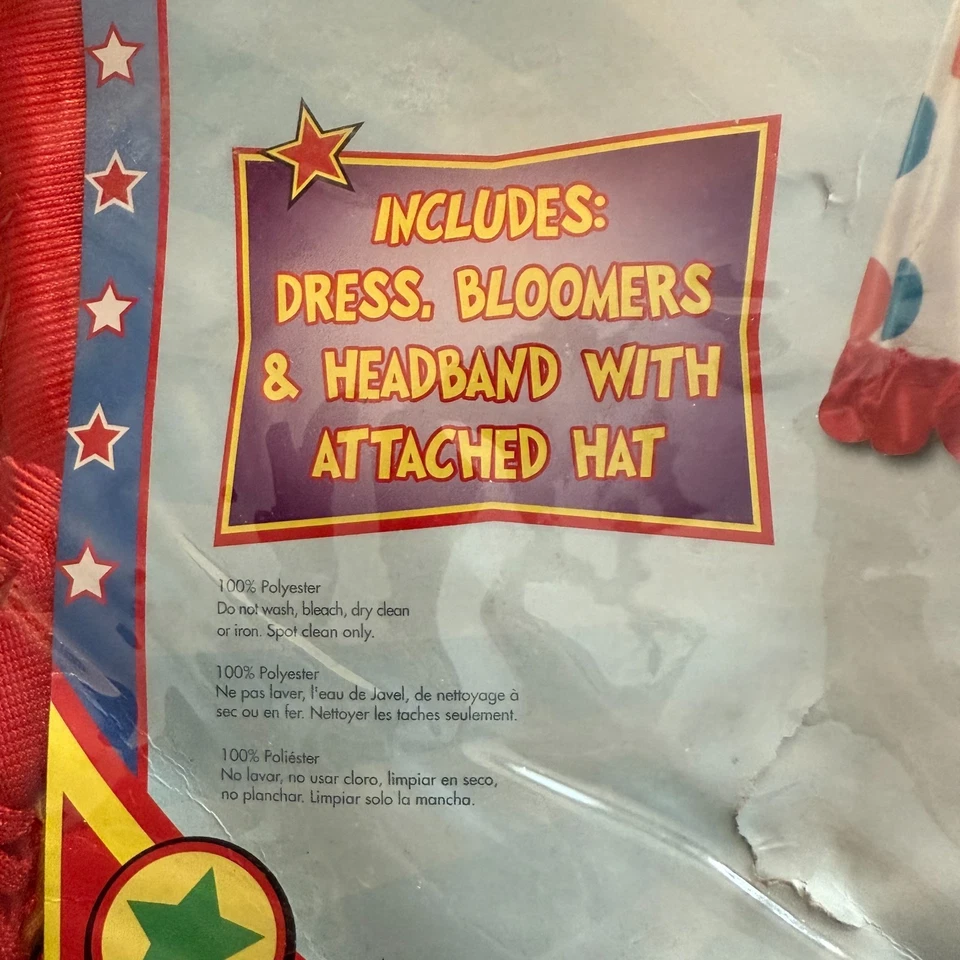 INCLUDES:
DRESS, BLOOMERS
& HEADBAND WITH
ATTACHED HAT
100% Polyester
Do not wash, bleach, dry clean
or iron. Spot clean only.
100% Polyester
Ne pas laver, l'eau de Javel, de nettoyage à
sec ou en fer. Nettoyer les taches seulement.
100% Poliéster
No lavar, no usar cloro, limpiar en seco,
no planchar. Limpiar solo la mancha.